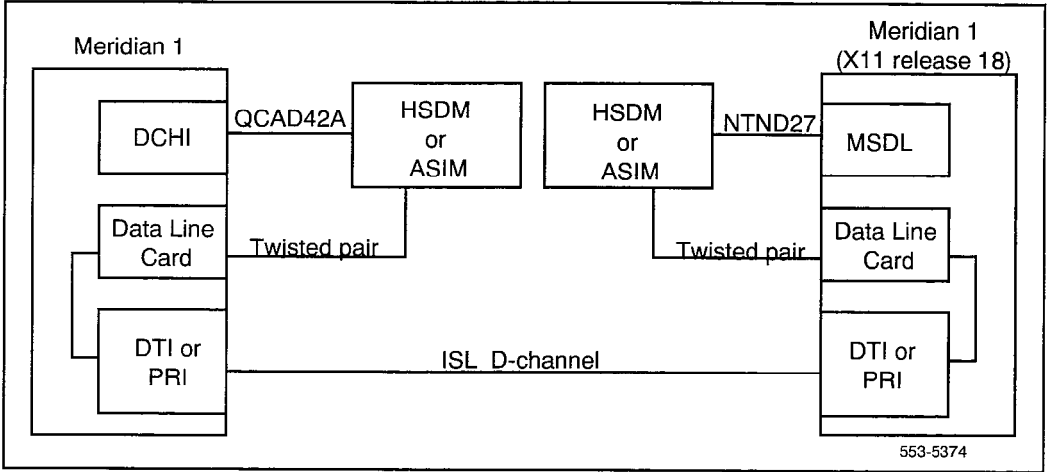 Meridian 1
Meridian 1
(X11 release 18)
DCHI
QCAD42A
HSDM
or
ASIM
HSDM
or
ASIM
NTND27
MSDL
Data Line
Card
Twisted pair
Twisted pair
Data Line
Card
DTI or
PRI
ISL D-channel
DTI or
PRI
553-5374